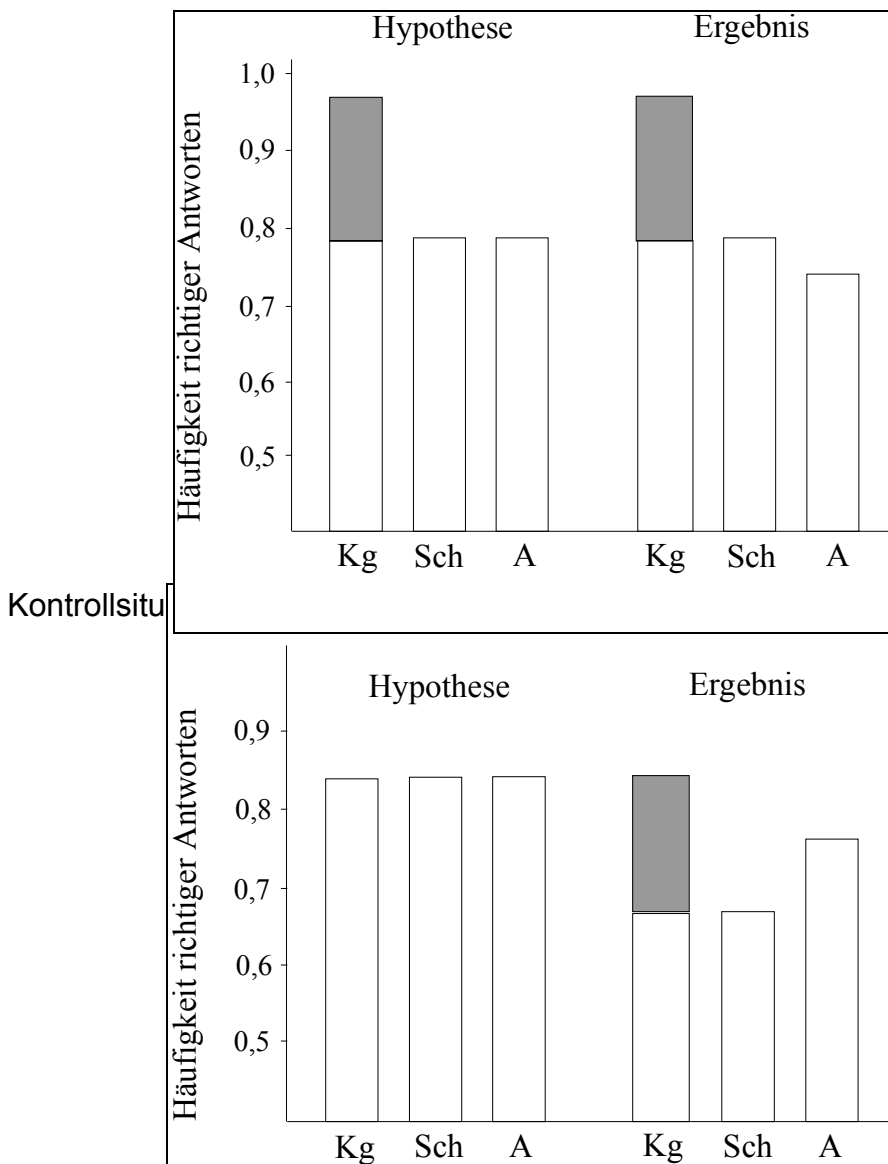 Hypothese Ergebnis
Häufigkeit richtiger Antworten
1,0
0,9
0,8
0,7
0,6
0,5
Kg Sch A Kg Sch A
Kontrollsitu
Hypothese Ergebnis
Häufigkeit richtiger Antworten
0,9
0,8
0,7
0,6
0,5
Kg Sch A Kg Sch A